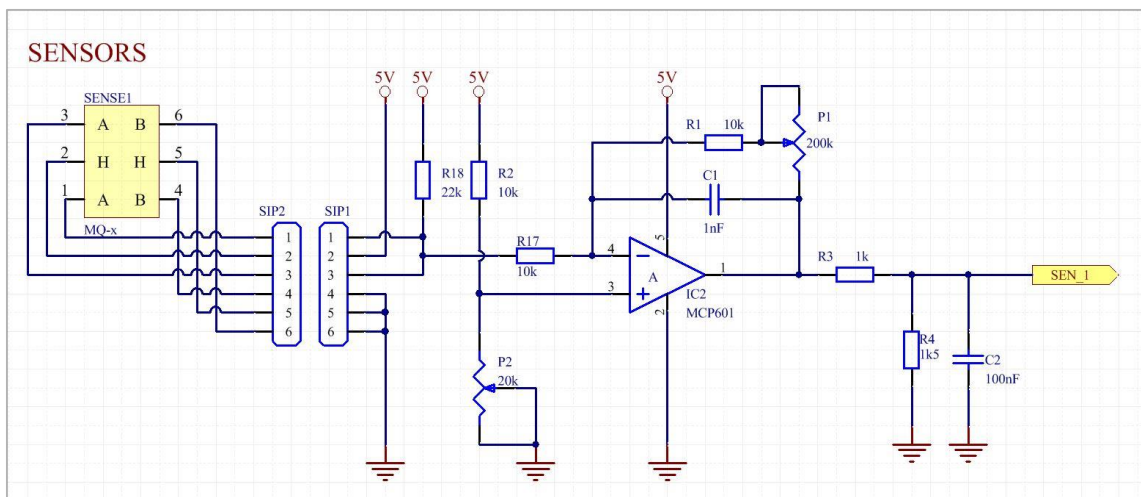 SENSORS
SENSE1
3 A B 6
2 H H 5
1 A B 4
MQ-x
SIP2
1
2
3
4
5
6
SIP1
1
2
3
4
5
6
5V
5V
5V
R18
22k
R2
10k
R17
10k
P2
20k
5V
R1 10k
P1
200k
C1
1nF
4
3
5
2
1
A
IC2
MCP601
R3 1k
R4
1k5
C2
100nF
SEN_1